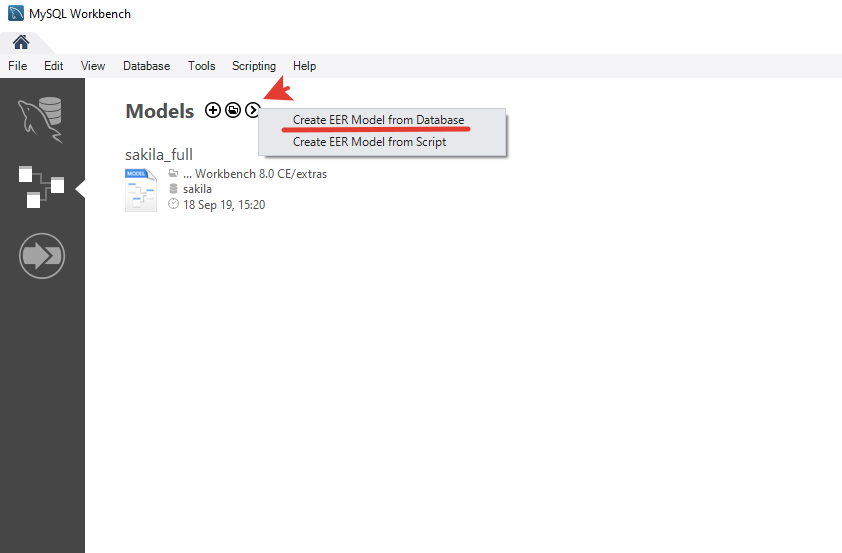 MySQL Workbench
File Edit View Database Tools Scripting Help
Models
Create EER Model from Database
Create EER Model from Script
sakila_full
MODEL
... Workbench 8.0 CE/extras
sakila
18 Sep 19, 15:20